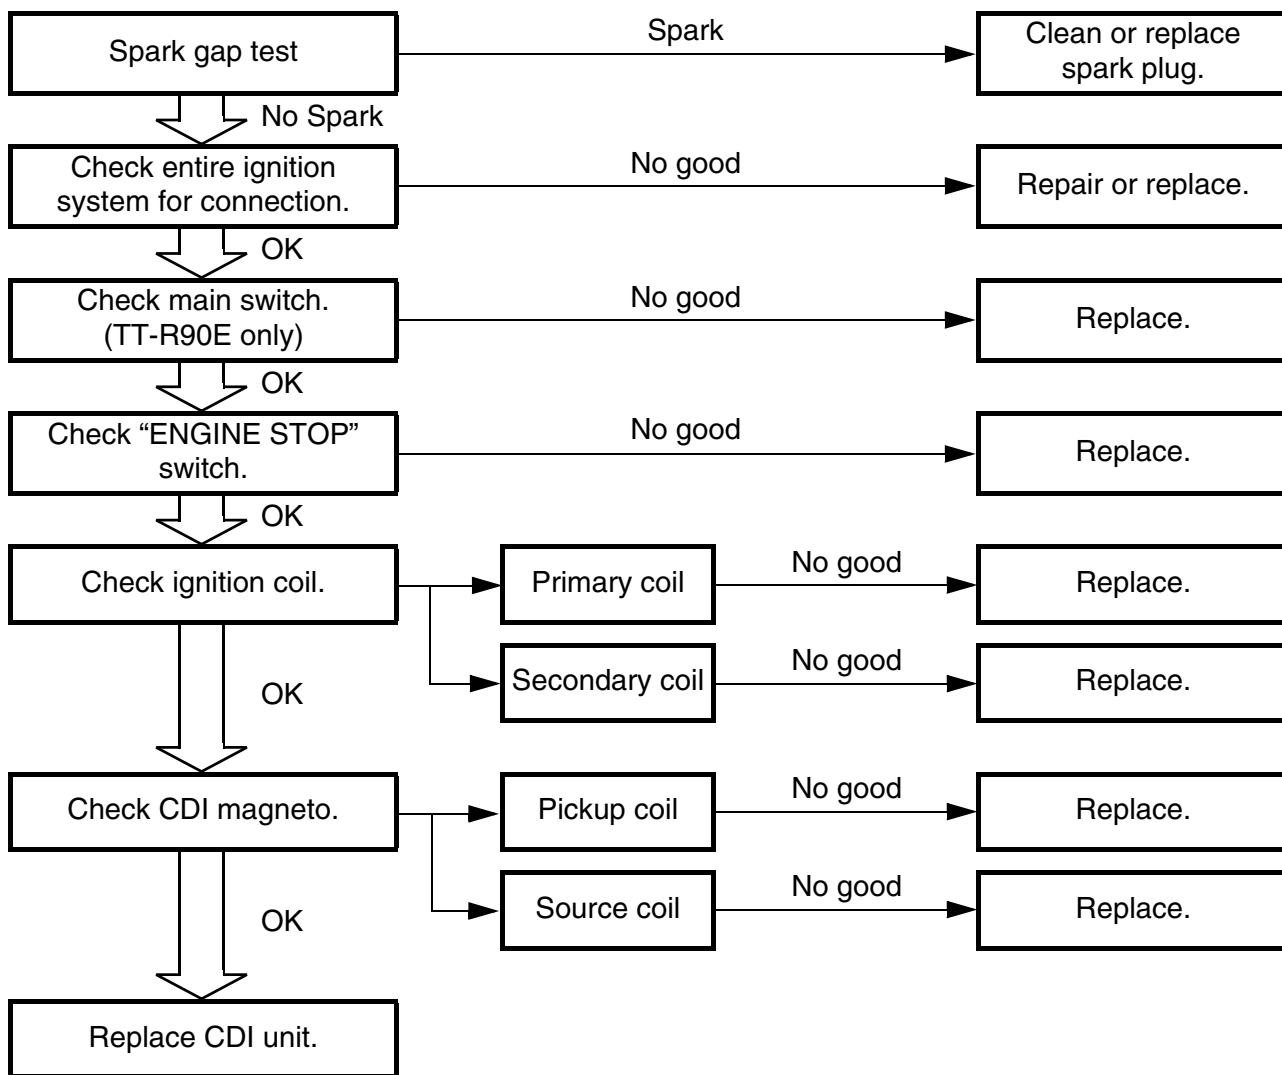 Spark gap test
Spark
Clean or replace
spark plug.
No Spark
Check entire ignition
system for connection.
No good
Repair or replace.
OK
Check main switch.
(TT-R90E only)
No good
Replace.
OK
Check “ENGINE STOP”
switch.
No good
Replace.
OK
Check ignition coil.
Primary coil
No good
Replace.
Secondary coil
No good
Replace.
OK
Check CDI magneto.
Pickup coil
No good
Replace.
Source coil
No good
Replace.
OK
Replace CDI unit.